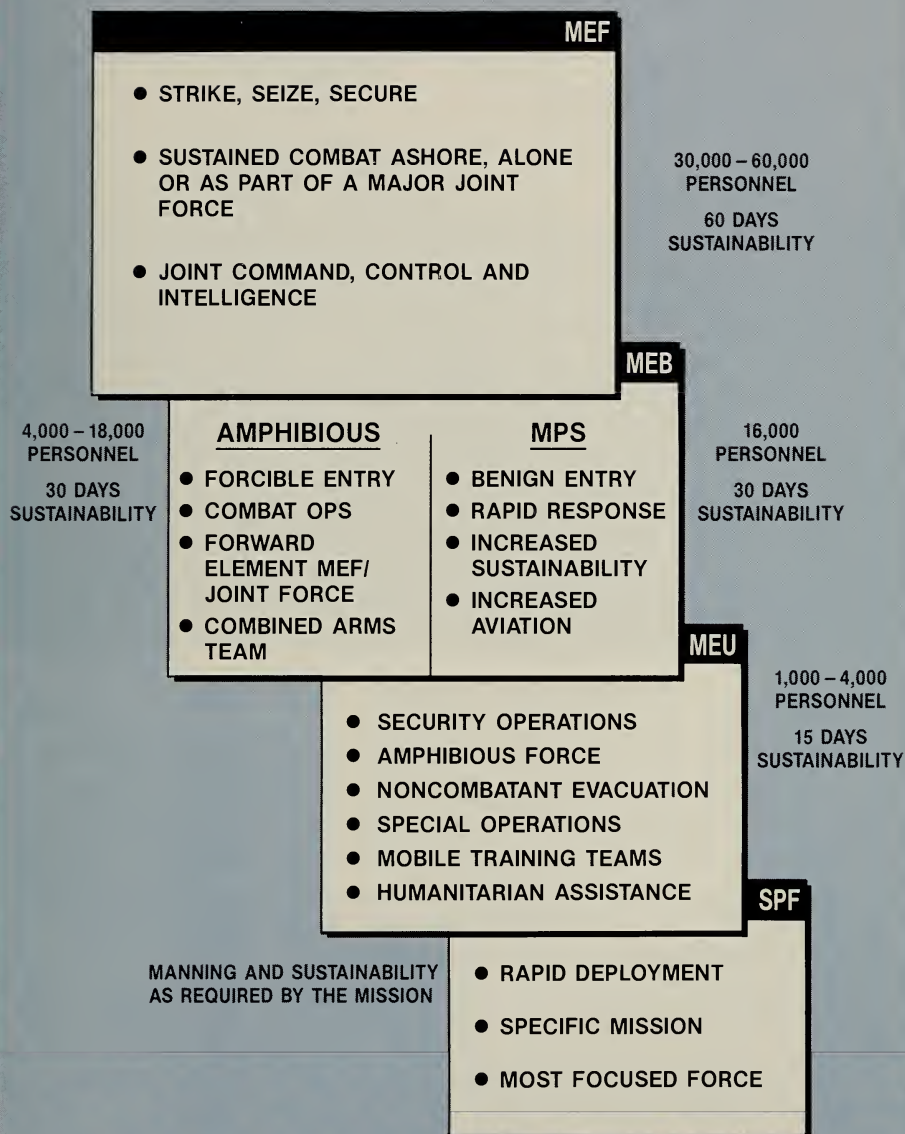 MEF
● STRIKE, SEIZE, SECURE
● SUSTAINED COMBAT ASHORE, ALONE
OR AS PART OF A MAJOR JOINT
FORCE
● JOINT COMMAND, CONTROL AND
INTELLIGENCE
30,000 – 60,000
PERSONNEL
60 DAYS
SUSTAINABILITY
MEB
4,000 – 18,000
PERSONNEL
30 DAYS
SUSTAINABILITY
AMPHIBIOUS
● FORCIBLE ENTRY
● COMBAT OPS
● FORWARD
ELEMENT MEF/
JOINT FORCE
● COMBINED ARMS
TEAM
MPS
● BENIGN ENTRY
● RAPID RESPONSE
● INCREASED
SUSTAINABILITY
● INCREASED
AVIATION
16,000
PERSONNEL
30 DAYS
SUSTAINABILITY
MEU
● SECURITY OPERATIONS
● AMPHIBIOUS FORCE
● NONCOMBATANT EVACUATION
● SPECIAL OPERATIONS
● MOBILE TRAINING TEAMS
● HUMANITARIAN ASSISTANCE
1,000 – 4,000
PERSONNEL
15 DAYS
SUSTAINABILITY
SPF
MANNING AND SUSTAINABILITY
AS REQUIRED BY THE MISSION
● RAPID DEPLOYMENT
● SPECIFIC MISSION
● MOST FOCUSED FORCE